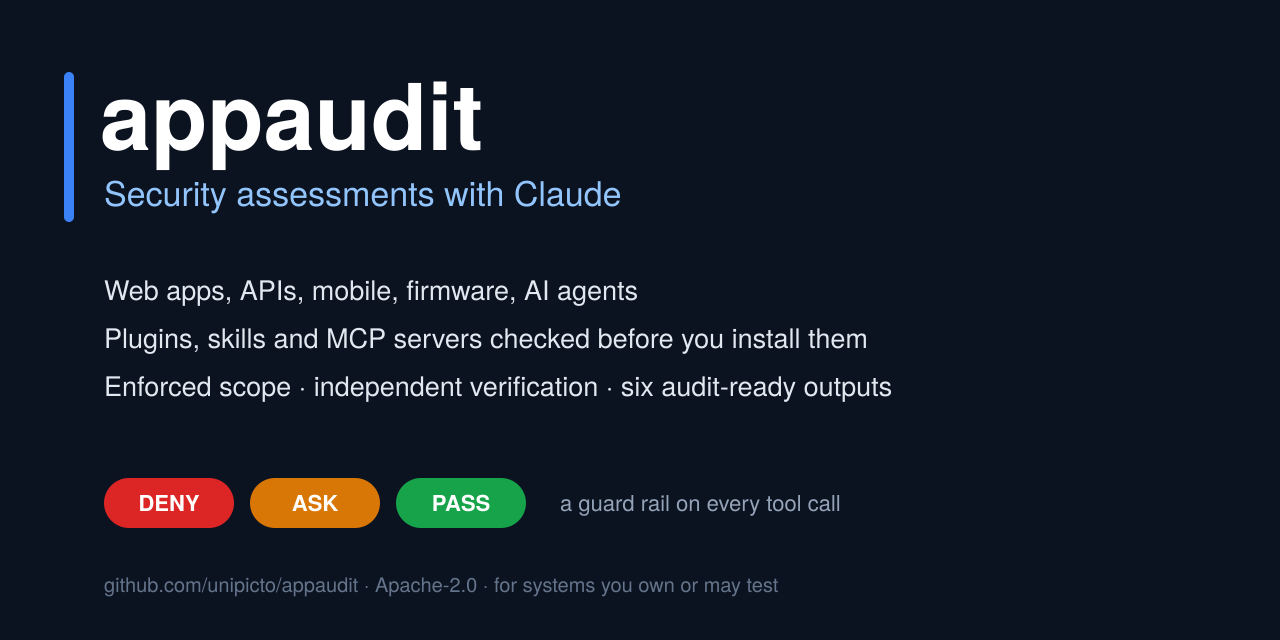 appaudit
Security assessments with Claude
Web apps, APIs, mobile, firmware, AI agents
Plugins, skills and MCP servers checked before you install them
Enforced scope · independent verification · six audit-ready outputs
DENY ASK PASS a guard rail on every tool call
github.com/unipicto/appaudit · Apache-2.0 · for systems you own or may test